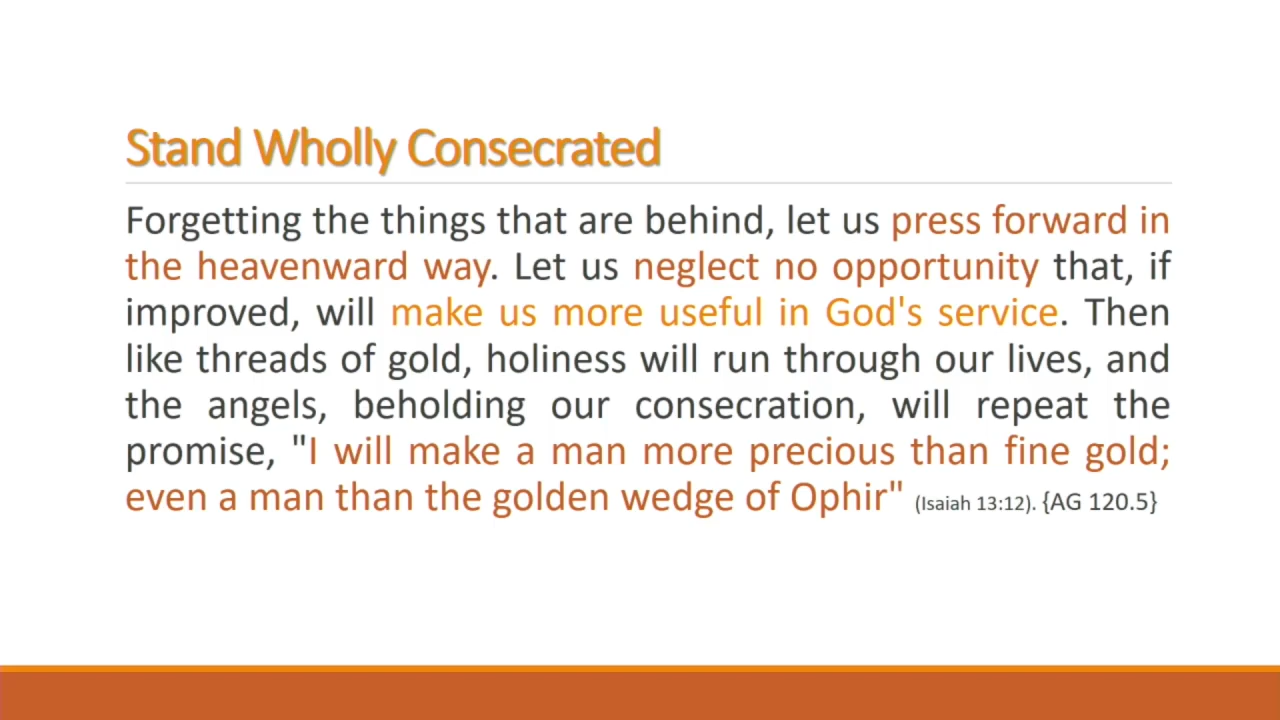 Stand Wholly Consecrated
Forgetting the things that are behind, let us press forward in
the heavenward way. Let us neglect no opportunity that, if
improved, will make us more useful in God's service. Then
like threads of gold, holiness will run through our lives, and
the angels, beholding our consecration, will repeat the
promise, "I will make a man more precious than fine gold;
even a man than the golden wedge of Ophir" (Isaiah 13:12). {AG 120.5}